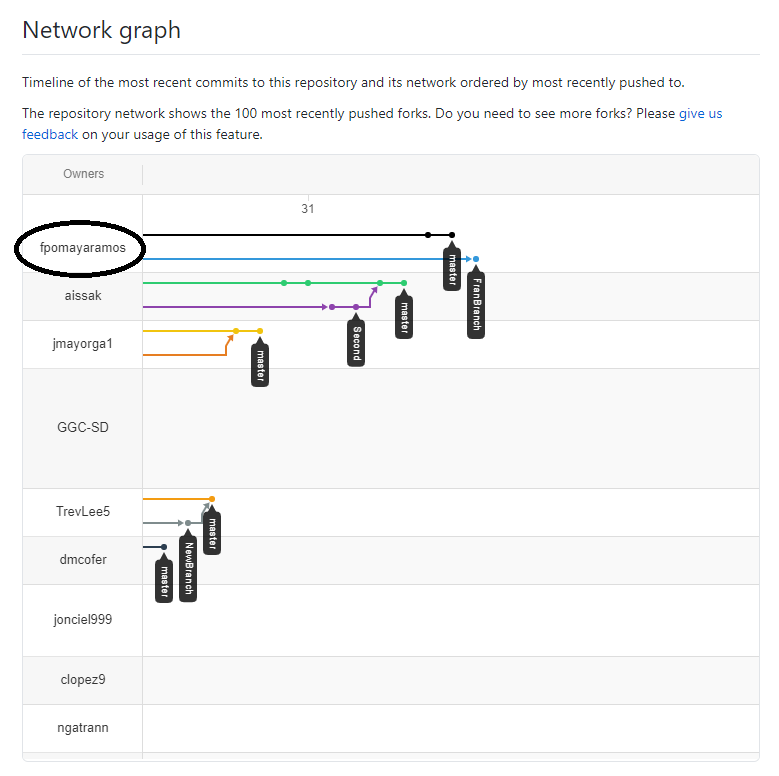 Network graph
Timeline of the most recent commits to this repository and its network ordered by most recently pushed to.
The repository network shows the 100 most recently pushed forks. Do you need to see more forks? Please give us
feedback on your usage of this feature.
Owners
31
fpomayaramos
master
FranBranch
aissak
master
Second
jmayorga1
master
GGC-SD
TrevLee5
master
NewBranch
dmcofer
master
jonciel999
clopez9
ngatrann